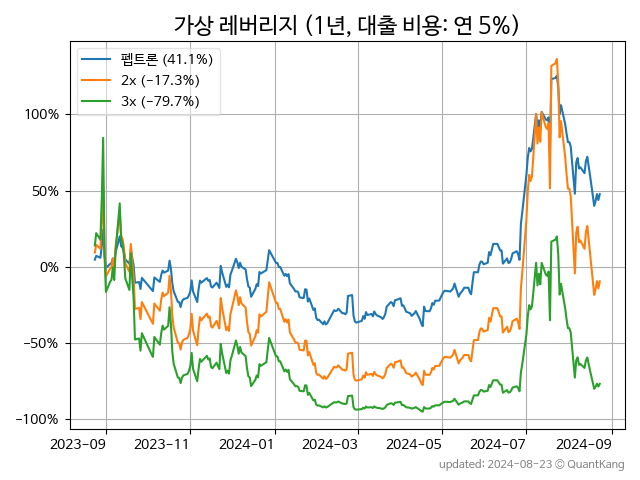 가상 레버리지 (1년, 대출 비용: 연 5%)
펩트론 (41.1%)
2x (−17.3%)
3x (−79.7%)
100%
50%
0%
−50%
−100%
2023−09 2023−11 2024−01 2024−03 2024−05 2024−07 2024−09
updated: 2024-08-23 © QuantKang